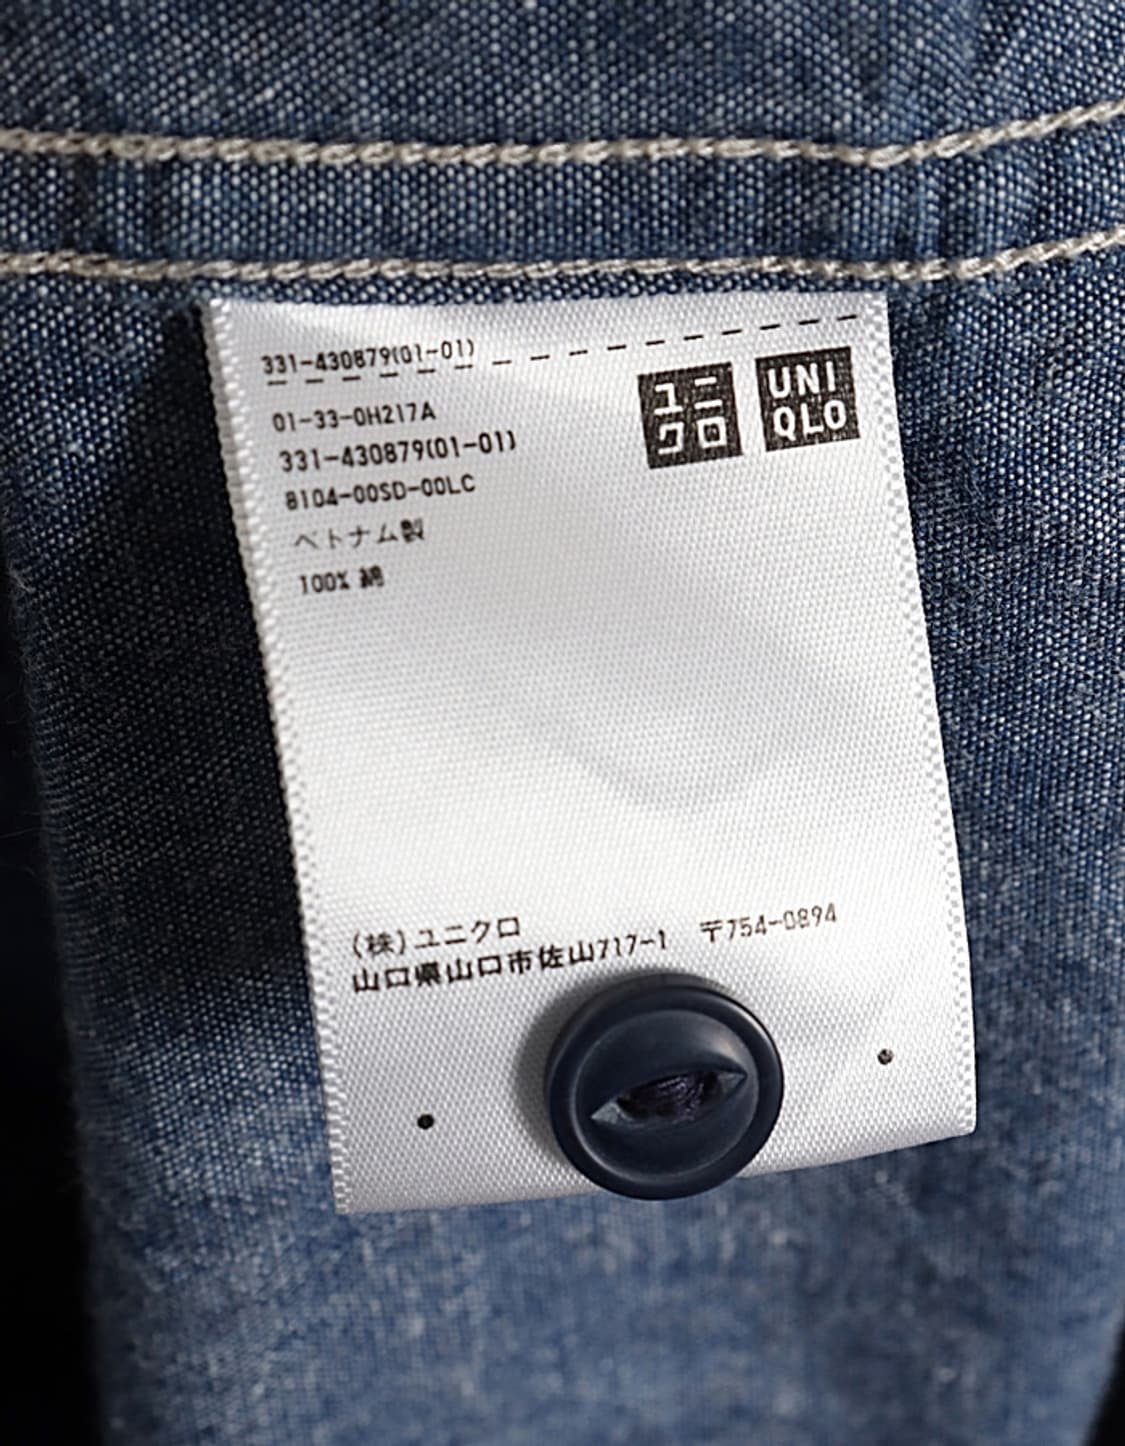 331-430879(01-01)
01-33-0H217A
331-430879(01-01)
8104-00SD-00LC
ベトナム製
100% 綿
ユニ
クロ
UNI
QLO
(株)ユニクロ
山口県山口市佐山717-1 〒754-0894